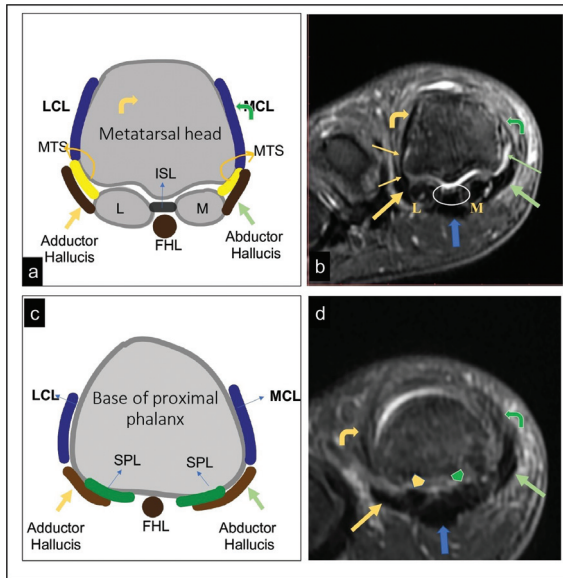 LCL
MCL
Metatarsal head
MTS
MTS
ISL
L
M
FHL
Adductor
Hallucis
Abductor
Hallucis
a
b
L
M
c
Base of proximal
phalanx
LCL
MCL
SPL
SPL
FHL
Adductor
Hallucis
Abductor
Hallucis
d